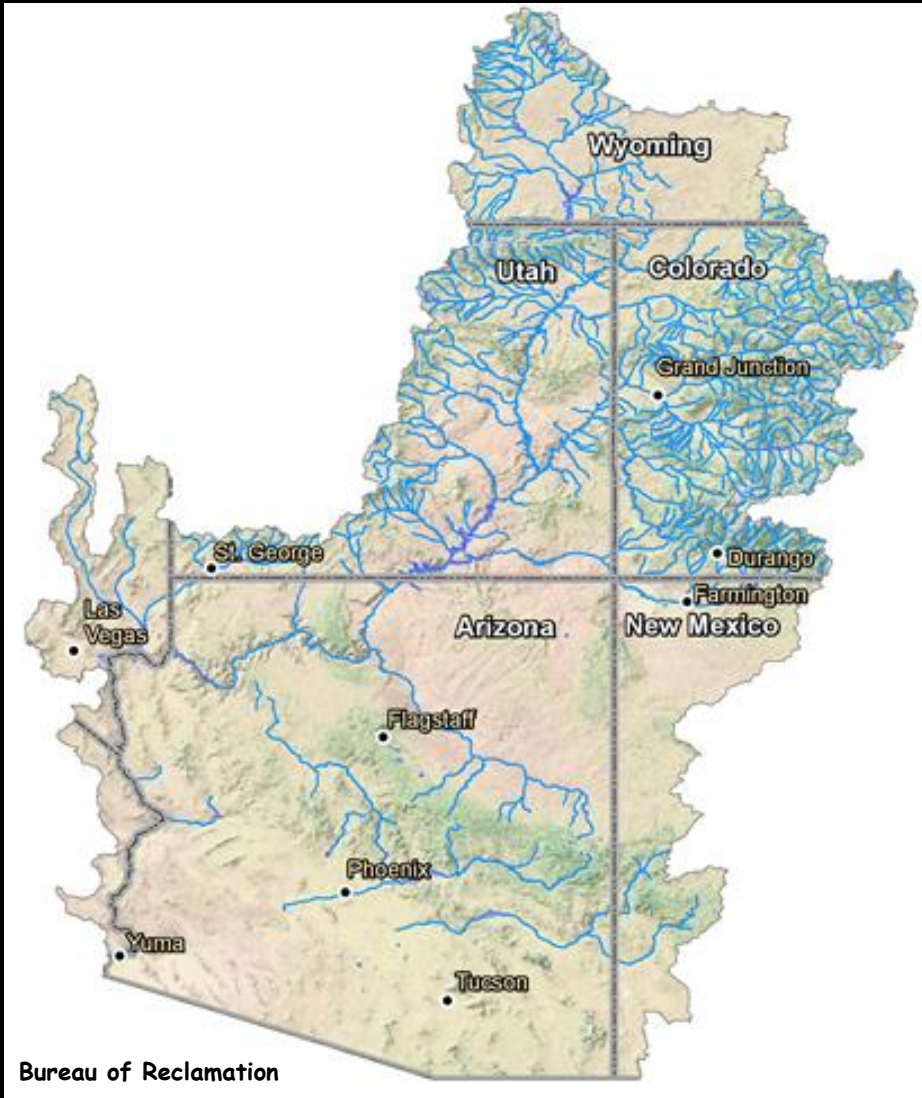 Wyoming
Utah
Colorado
Grand Junction
St. George
Durango
Las
Vegas
Farmington
Arizona
New Mexico
Flagstaff
Phoenix
Yuma
Tucson
Bureau of Reclamation